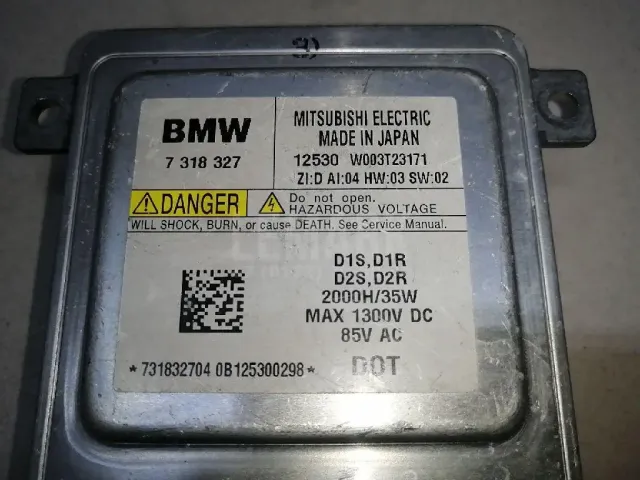 BMW
7 318 327
MITSUBISHI ELECTRIC
MADE IN JAPAN
12530 W003T23171
ZI:D AI:04 HW:03 SW:02
DANGER
Do not open.
HAZARDOUS VOLTAGE
WILL SHOCK, BURN, or cause DEATH. See Service Manual.
D1S,D1R
D2S,D2R
2000H/35W
MAX 1300V DC
85V AC
*731832704 0B125300298*
DOT